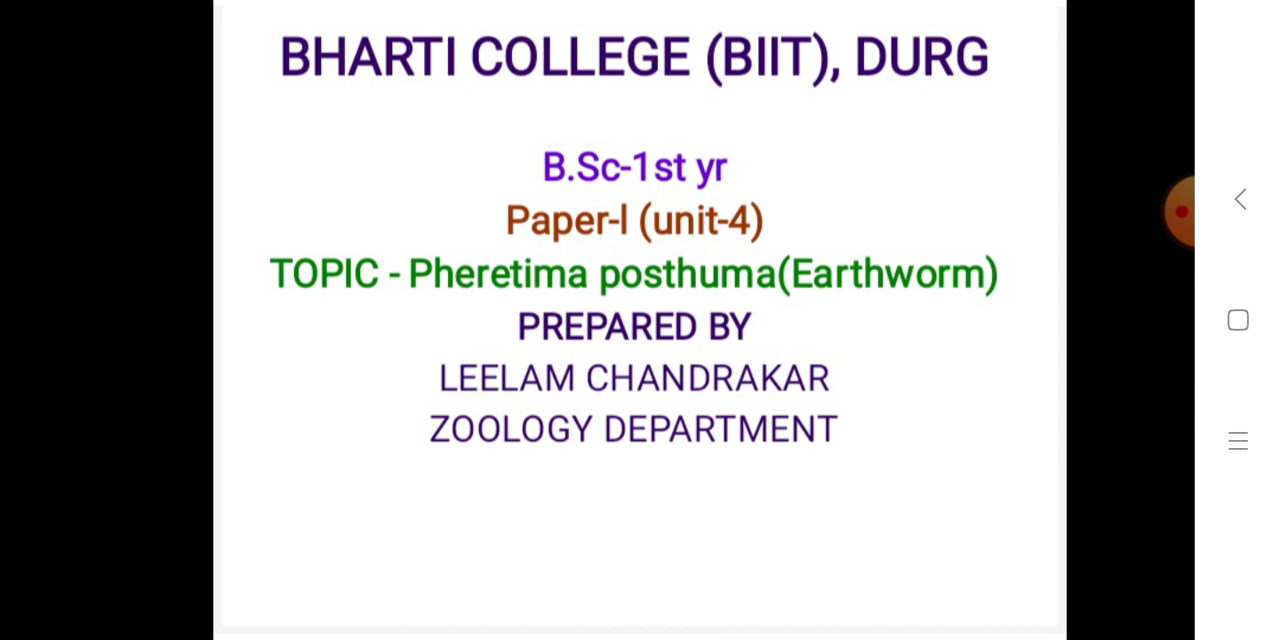 BHARTI COLLEGE (BIIT), DURG
B.Sc-1st yr
Paper-I (unit-4)
TOPIC - Pheretima posthuma(Earthworm)
PREPARED BY
LEELAM CHANDRAKAR
ZOOLOGY DEPARTMENT